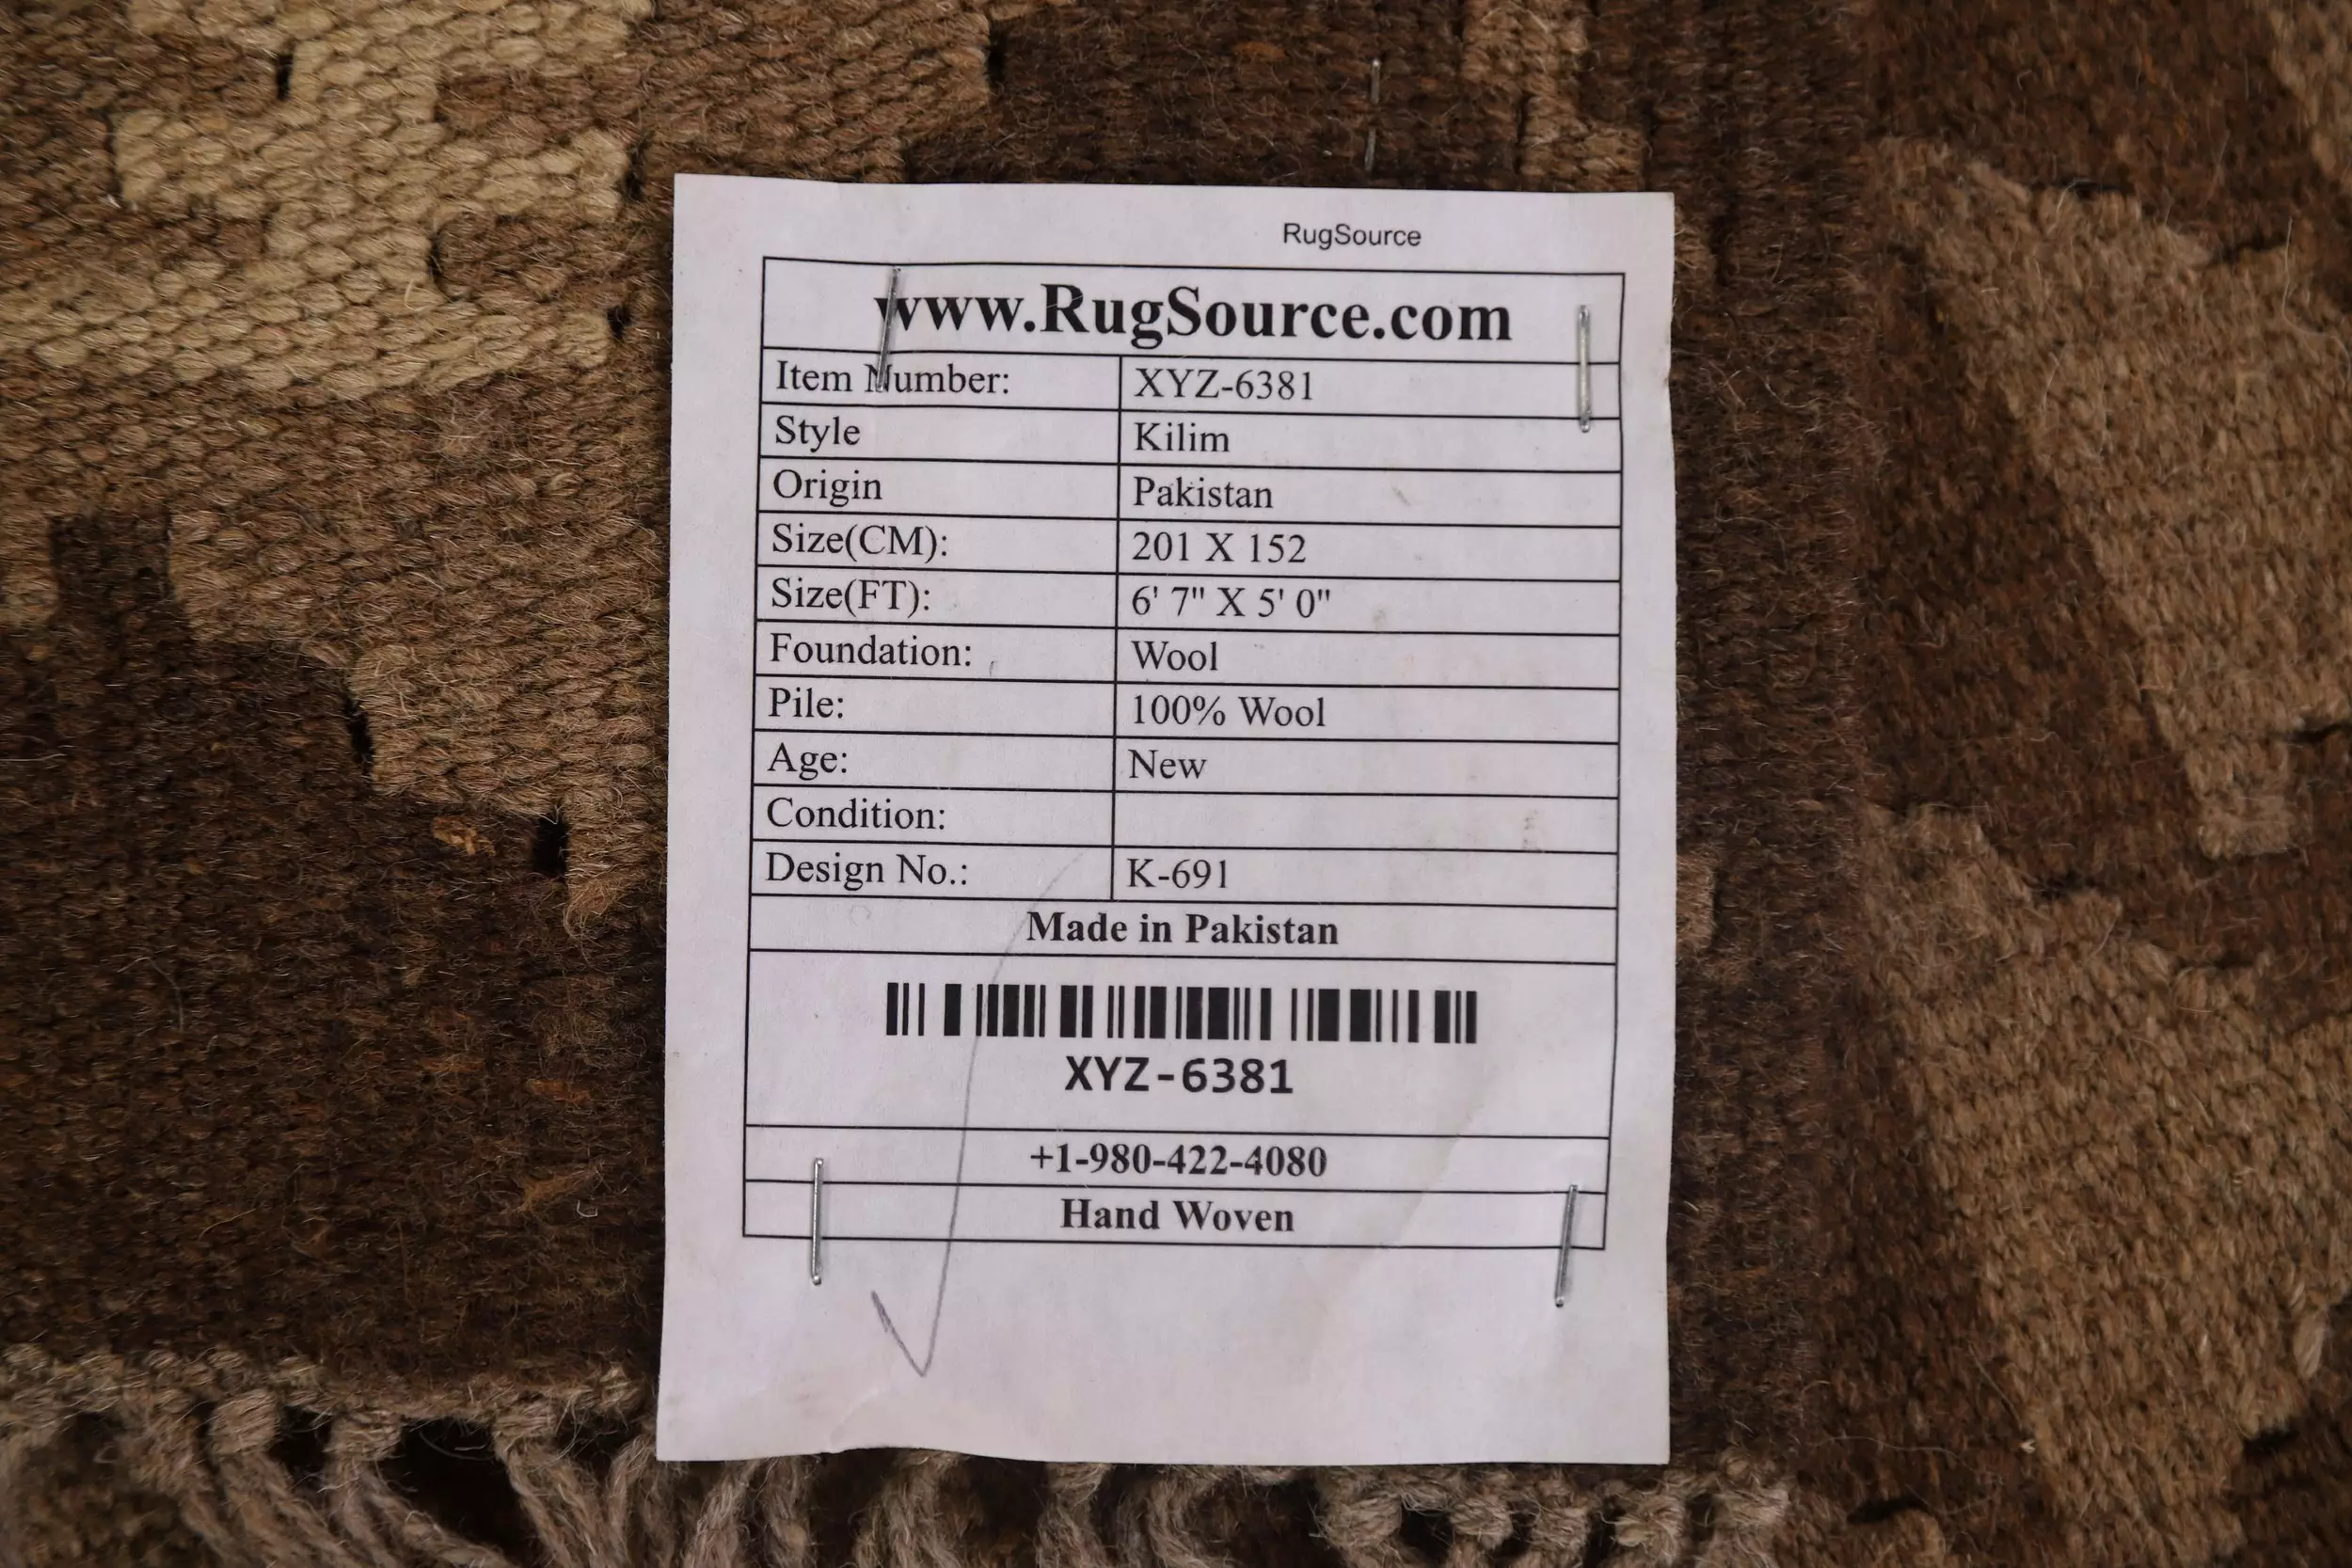 RugSource
www.RugSource.com
Item Number: XYZ-6381
Style Kilim
Origin Pakistan
Size(CM): 201 X 152
Size(FT): 6' 7" X 5' 0"
Foundation: Wool
Pile: 100% Wool
Age: New
Condition:
Design No.: K-691
Made in Pakistan
XYZ-6381
+1-980-422-4080
Hand Woven